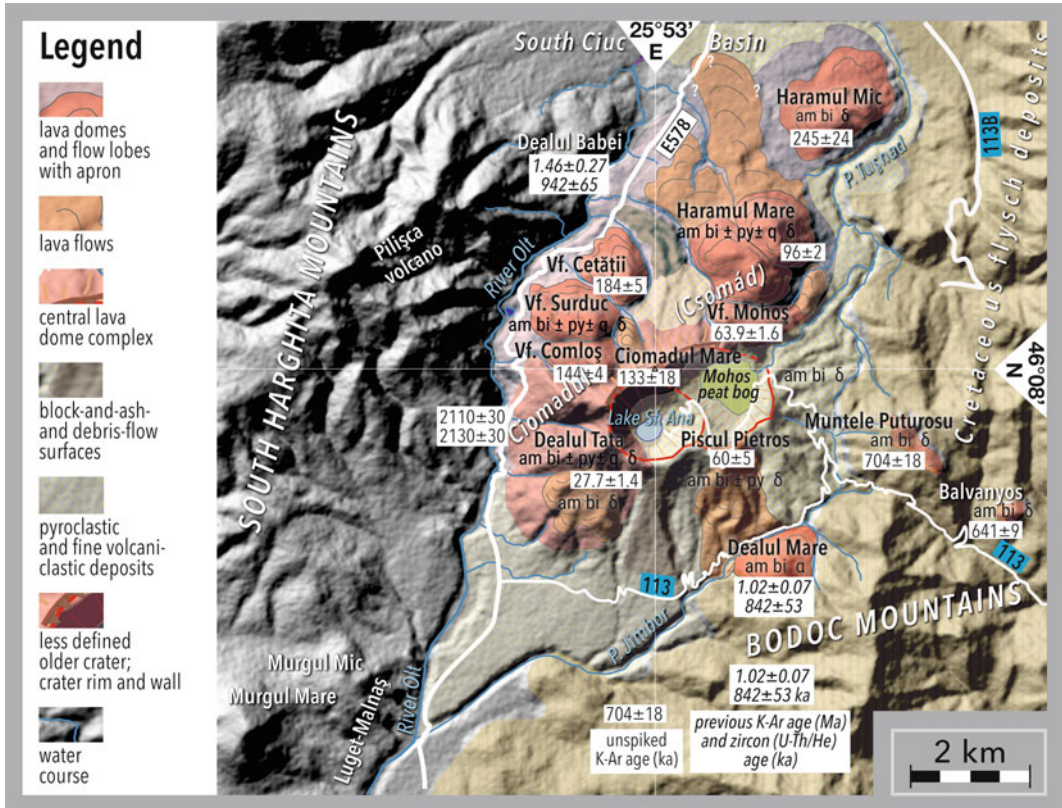 Legend
lava domes
and flow lobes
with apron
lava flows
central lava
dome complex
block-and-ash-
and debris-flow
surfaces
pyroclastic
and fine volcani-
clastic deposits
less defined
older crater;
crater rim and wall
water
course
25°53’
E
South Ciuc Basin
?
?
?
Haramul Mic
am bi δ
245±24
113B
Cretaceous flysch deposits
E578
Dealul Babei
1.46±0.27
942±65
P. Tuşnad
SOUTH HARGHITA MOUNTAINS
Pilişca
volcano
River Olt
Haramul Mare
am bi ± py± q δ
96±2
Vf. Cetăţii
184±5
Vf. Surduc
am bi ± py± q δ
Ciomadul (Csomád)
Vf. Mohos
63.9±1.6
Vf. Comloş
144±4
Ciomadul Mare
133±18
Mohos
peat bog
am bi δ
46°08’
N
2110±30
2130±30
Lake Sf. Ana
Dealul Tata
am bi ± py± q δ
27.7±1.4
am bi δ
Piscul Pietros
60±5
am bi ± py δ
Muntele Puturosu
am bi δ
704±18
Balvanyos
am bi δ
641±9
113
Dealul Mare
am bi α
1.02±0.07
842±53
113
BODOC MOUNTAINS
P. Jimbor
Murgul Mic
Murgul Mare
Luget-Malnaş
River Olt
704±18
unspiked
K-Ar age (ka)
1.02±0.07
842±53 ka
previous K-Ar age (Ma)
and zircon (U-Th/He)
age (ka)
2 km